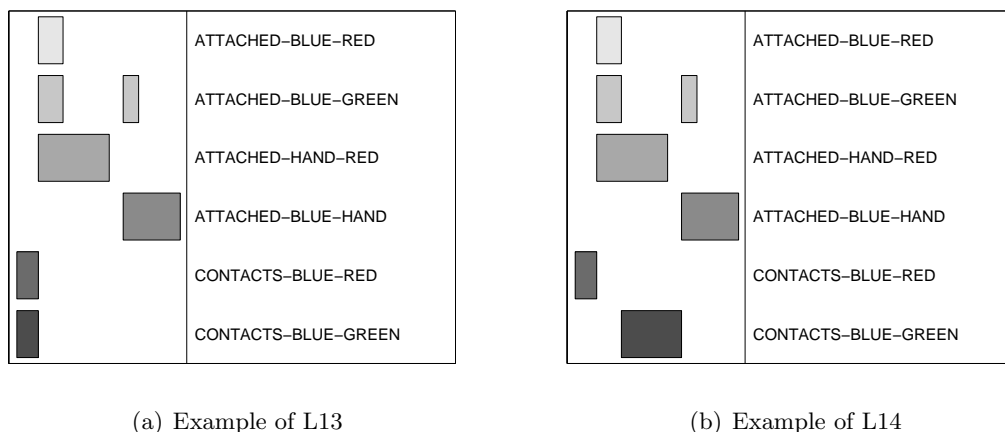 ATTACHED−BLUE−RED
ATTACHED−BLUE−GREEN
ATTACHED−HAND−RED
ATTACHED−BLUE−HAND
CONTACTS−BLUE−RED
CONTACTS−BLUE−GREEN
(a) Example of L13
ATTACHED−BLUE−RED
ATTACHED−BLUE−GREEN
ATTACHED−HAND−RED
ATTACHED−BLUE−HAND
CONTACTS−BLUE−RED
CONTACTS−BLUE−GREEN
(b) Example of L14